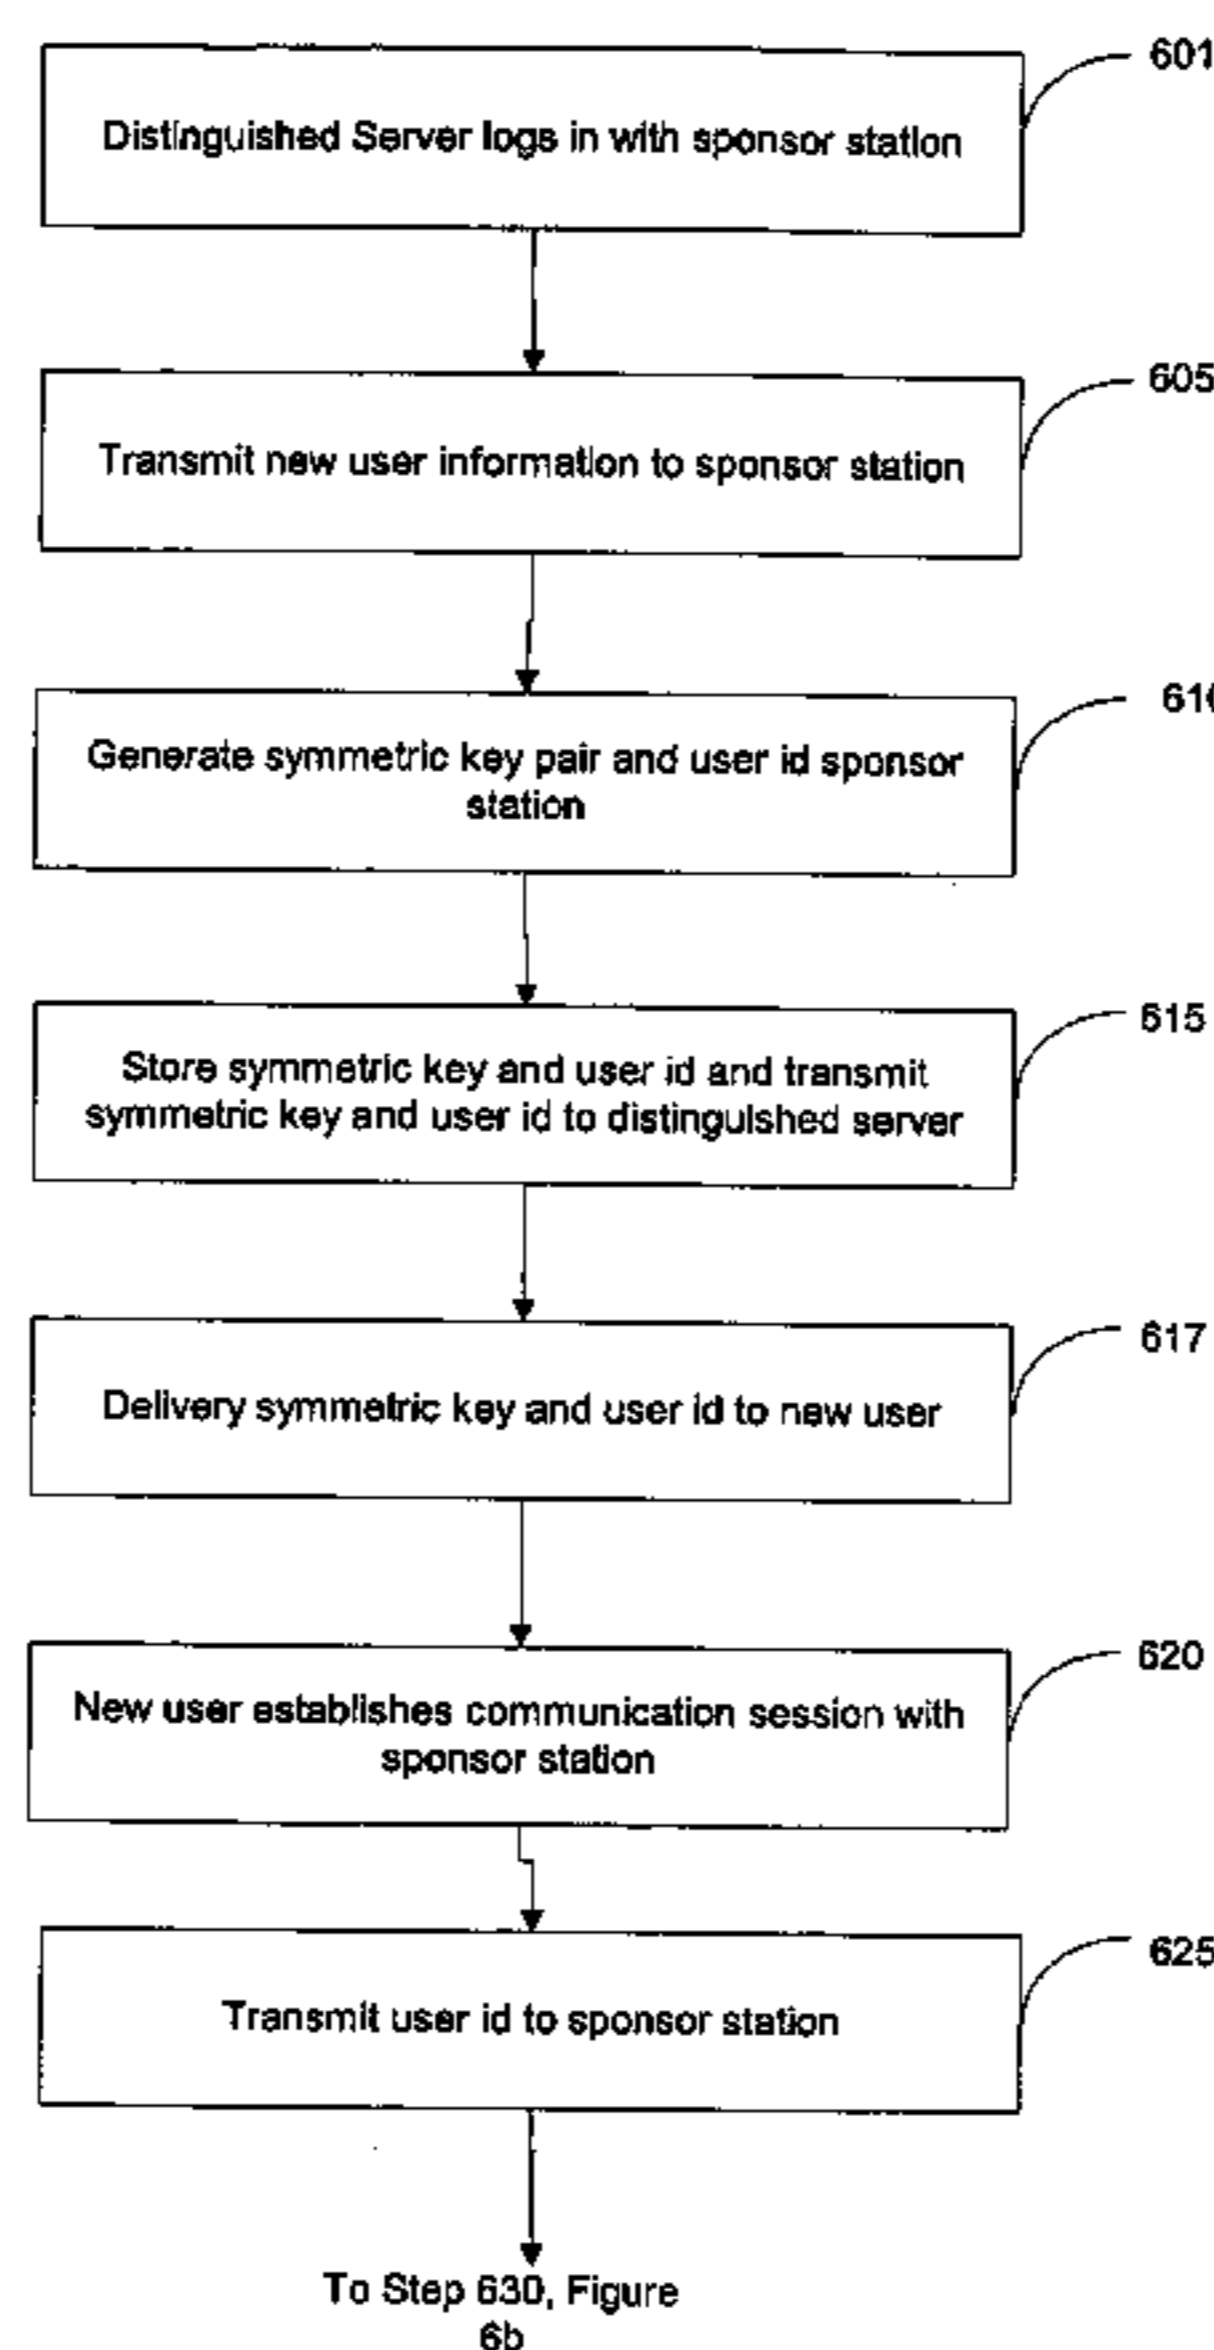 601
Distinguished Server logs in with sponsor station
605
Transmit new user information to sponsor station
Generate symmetric key pair and user id sponsor
station
615
Store symmetric key and user id and transmit
symmetric key and user id to distinguished server
617
Delivery symmetric key and user id to new user
620
New user establishes communication session with
sponsor station
625
Transmit user id to sponsor station
To Step 630, Figure
6b